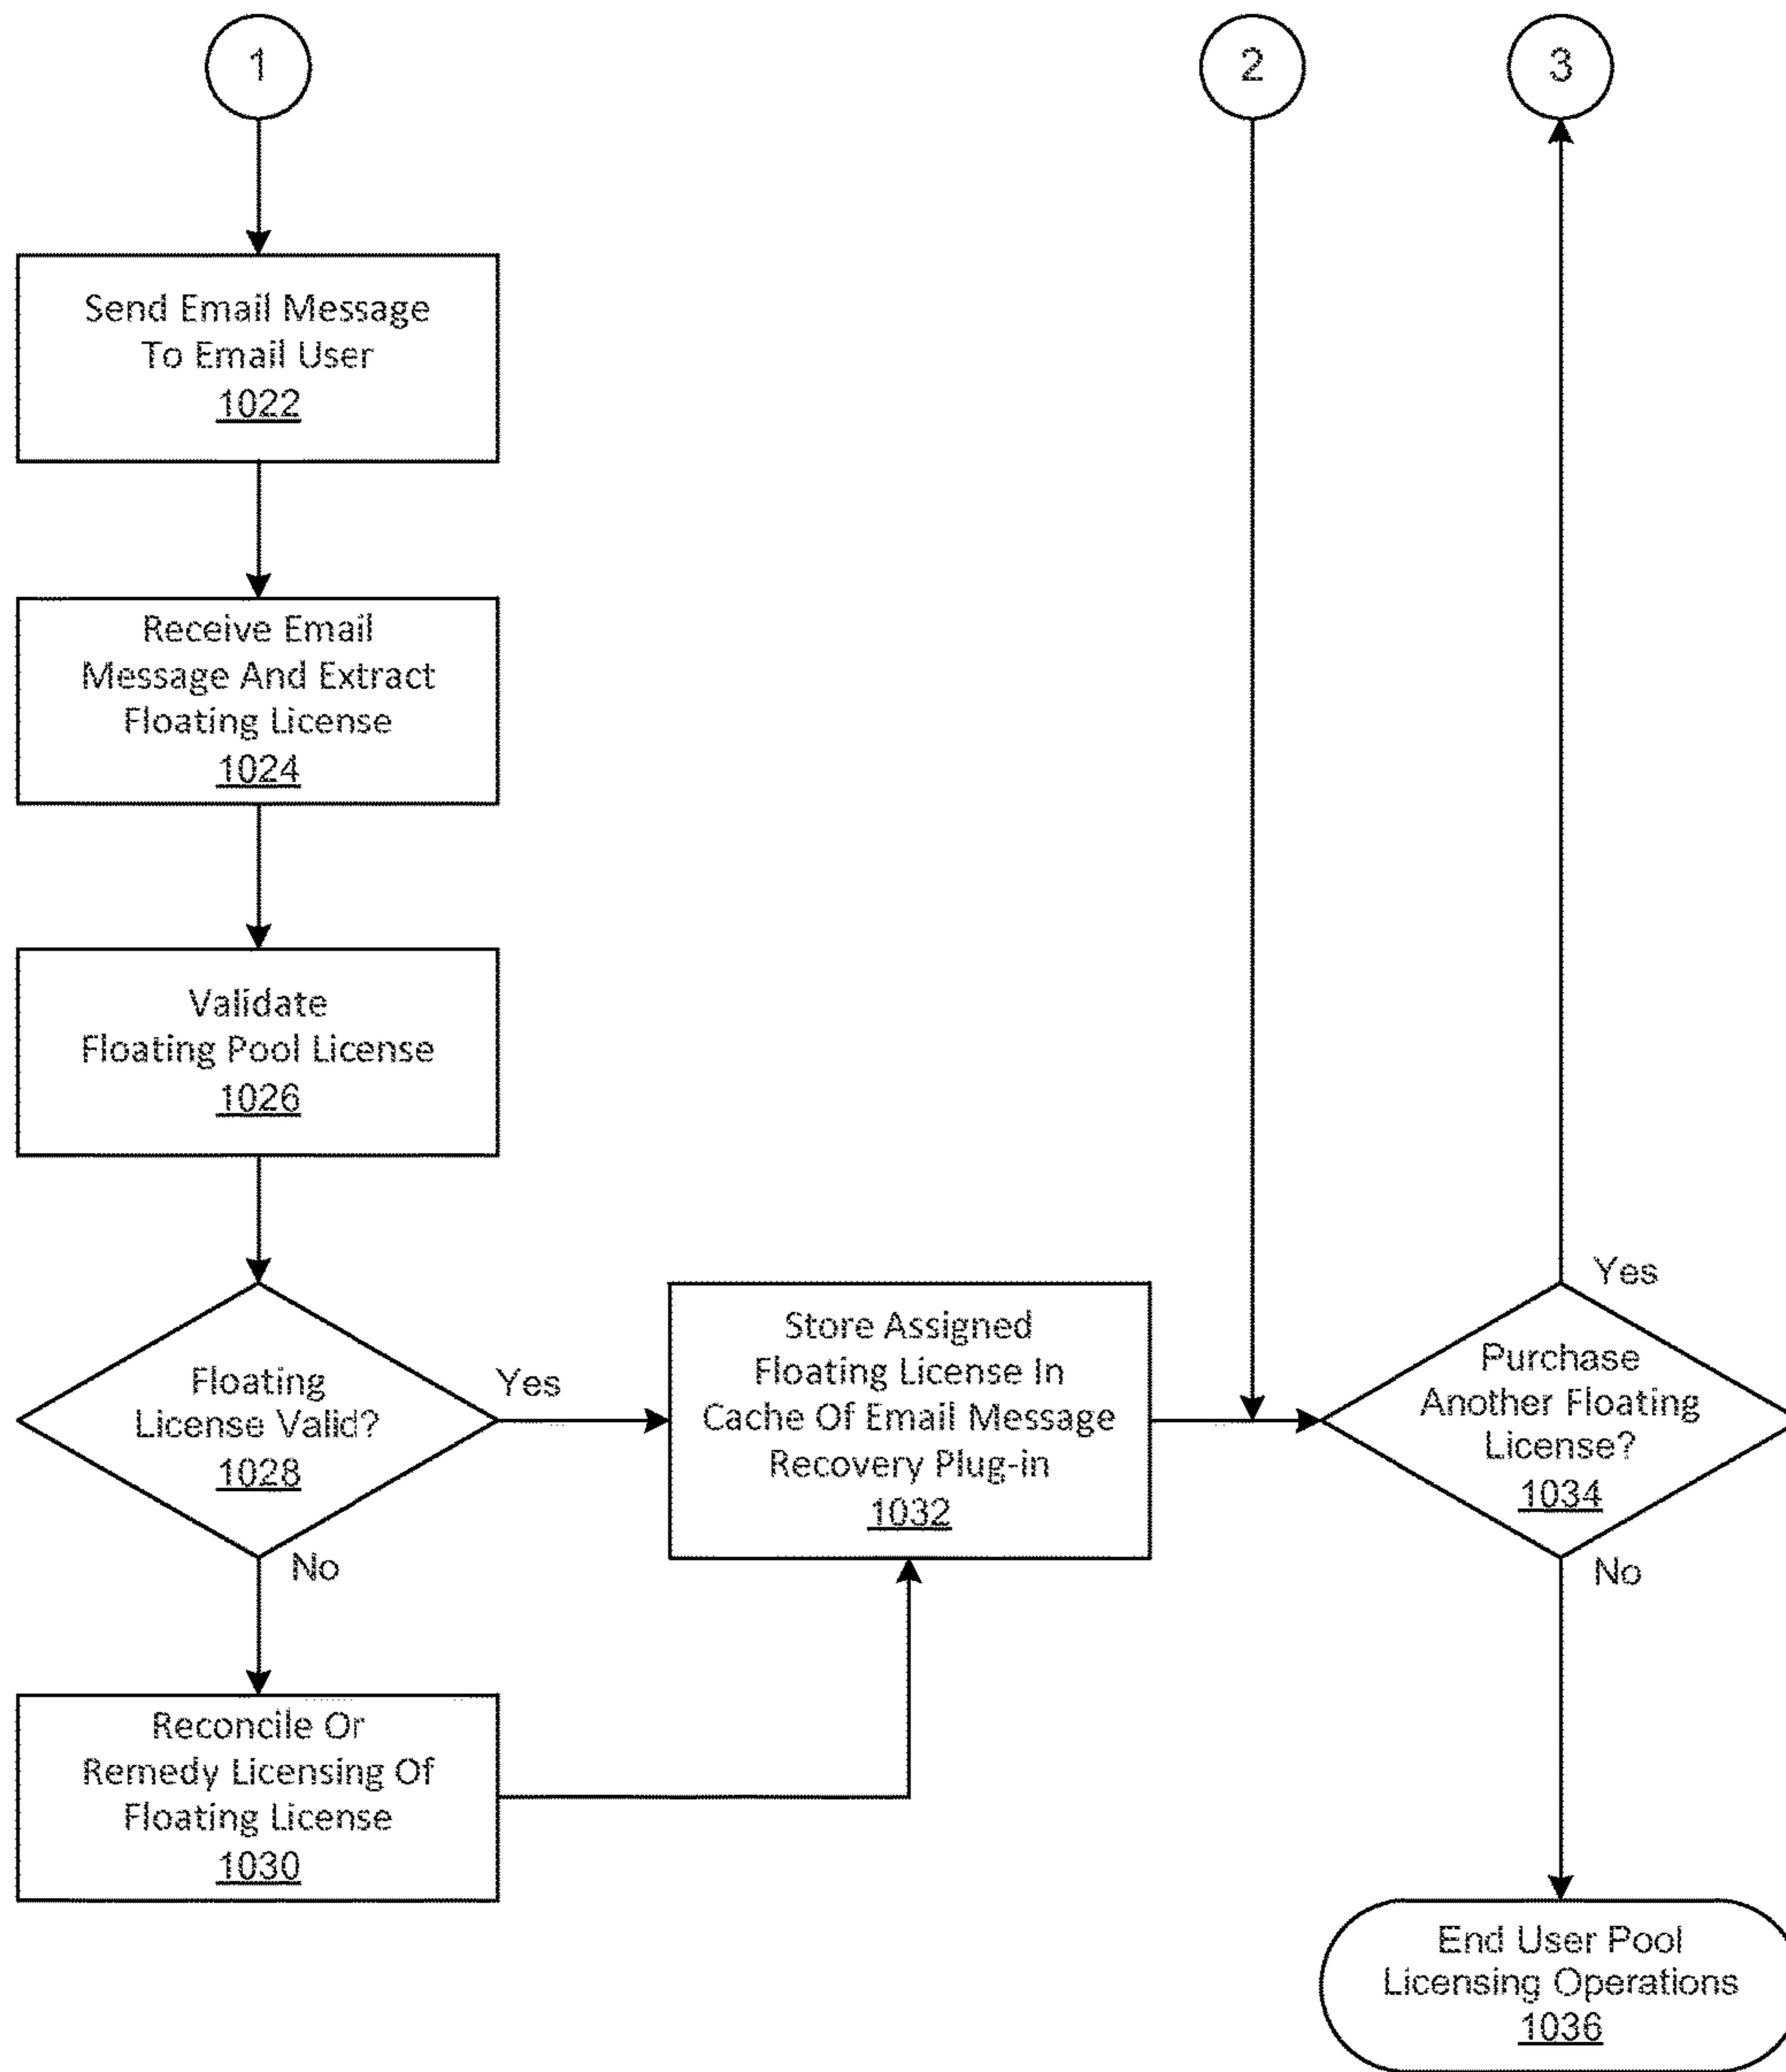 1
2
3
Send Email Message
To Email User
1022
Receive Email
Message And Extract
Floating License
1024
Validate
Floating Pool License
1026
Floating
License Valid?
1028
Yes
No
Store Assigned
Floating License In
Cache Of Email Message
Recovery Plug-in
1032
Yes
Purchase
Another Floating
License?
1034
No
Reconcile Or
Remedy Licensing Of
Floating License
1030
End User Pool
Licensing Operations
1036